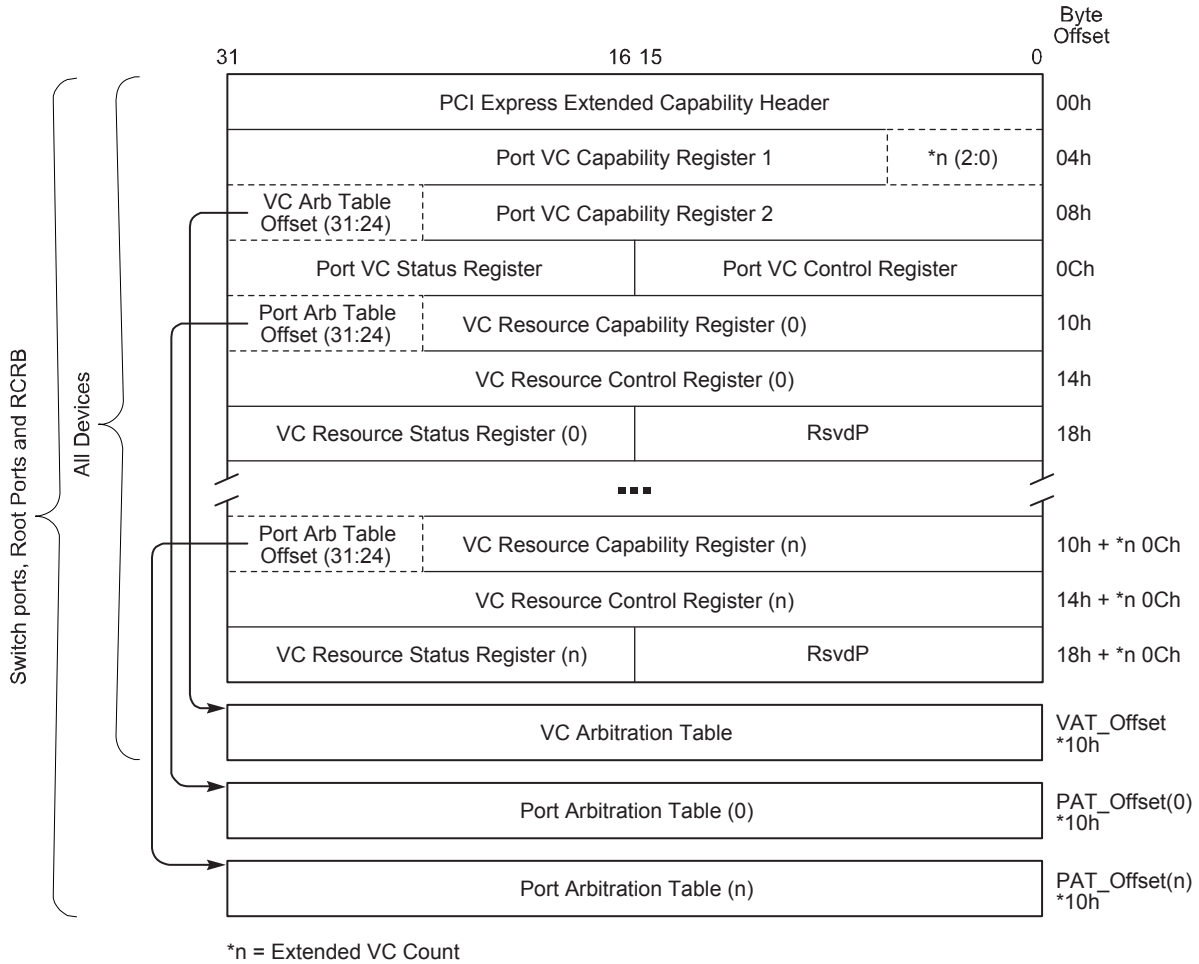 Byte
Offset
31
16 15
0
PCI Express Extended Capability Header
00h
Port VC Capability Register 1
*n (2:0)
04h
VC Arb Table
Offset (31:24)
Port VC Capability Register 2
08h
Port VC Status Register
Port VC Control Register
0Ch
Port Arb Table
Offset (31:24)
VC Resource Capability Register (0)
10h
VC Resource Control Register (0)
14h
VC Resource Status Register (0)
RsvdP
18h
Port Arb Table
Offset (31:24)
VC Resource Capability Register (n)
10h + *n 0Ch
VC Resource Control Register (n)
14h + *n 0Ch
VC Resource Status Register (n)
RsvdP
18h + *n 0Ch
VC Arbitration Table
VAT_Offset
*10h
Port Arbitration Table (0)
PAT_Offset(0)
*10h
Port Arbitration Table (n)
PAT_Offset(n)
*10h
Switch ports, Root Ports and RCRB
All Devices
*n = Extended VC Count